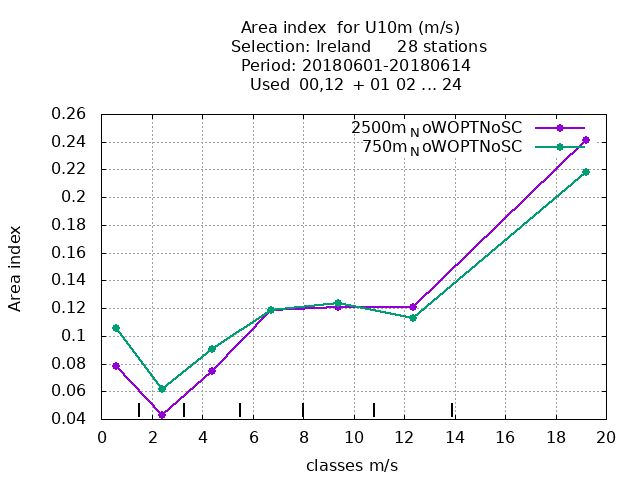 Area index  for U10m (m/s)
Selection: Ireland     28 stations
Period: 20180601-20180614
Used  00,12  + 01 02 ... 24
2500m_NoWOPTNoSC
750m_NoWOPTNoSC
0.26
0.24
0.22
0.2
0.18
0.16
0.14
0.12
0.1
0.08
0.06
0.04
Area index
0 2 4 6 8 10 12 14 16 18 20
classes m/s